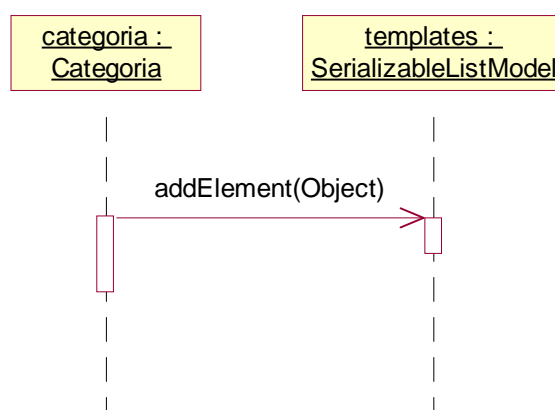 categoria :
Categoria
templates :
SerializableListModel
addElement(Object)